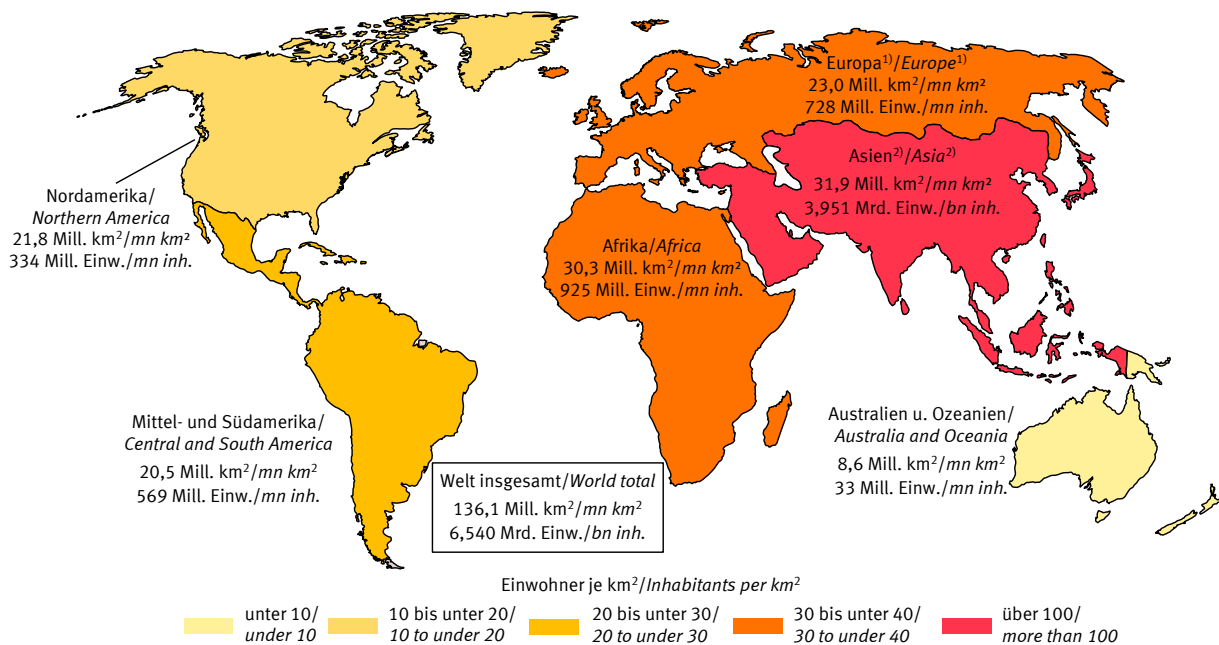 Europa¹⁾/Europe¹⁾
23,0 Mill. km²/mn km²
728 Mill. Einw./mn inh.
Asien²⁾/Asia²⁾
31,9 Mill. km²/mn km²
3,951 Mrd. Einw./bn inh.
Nordamerika/
Northern America
21,8 Mill. km²/mn km²
334 Mill. Einw./mn inh.
Afrika/Africa
30,3 Mill. km²/mn km²
925 Mill. Einw./mn inh.
Mittel- und Südamerika/
Central and South America
20,5 Mill. km²/mn km²
569 Mill. Einw./mn inh.
Australien u. Ozeanien/
Australia and Oceania
8,6 Mill. km²/mn km²
33 Mill. Einw./mn inh.
Welt insgesamt/World total
136,1 Mill. km²/mn km²
6,540 Mrd. Einw./bn inh.
Einwohner je km²/Inhabitants per km²
unter 10/
under 10
10 bis unter 20/
10 to under 20
20 bis unter 30/
20 to under 30
30 bis unter 40/
30 to under 40
über 100/
more than 100